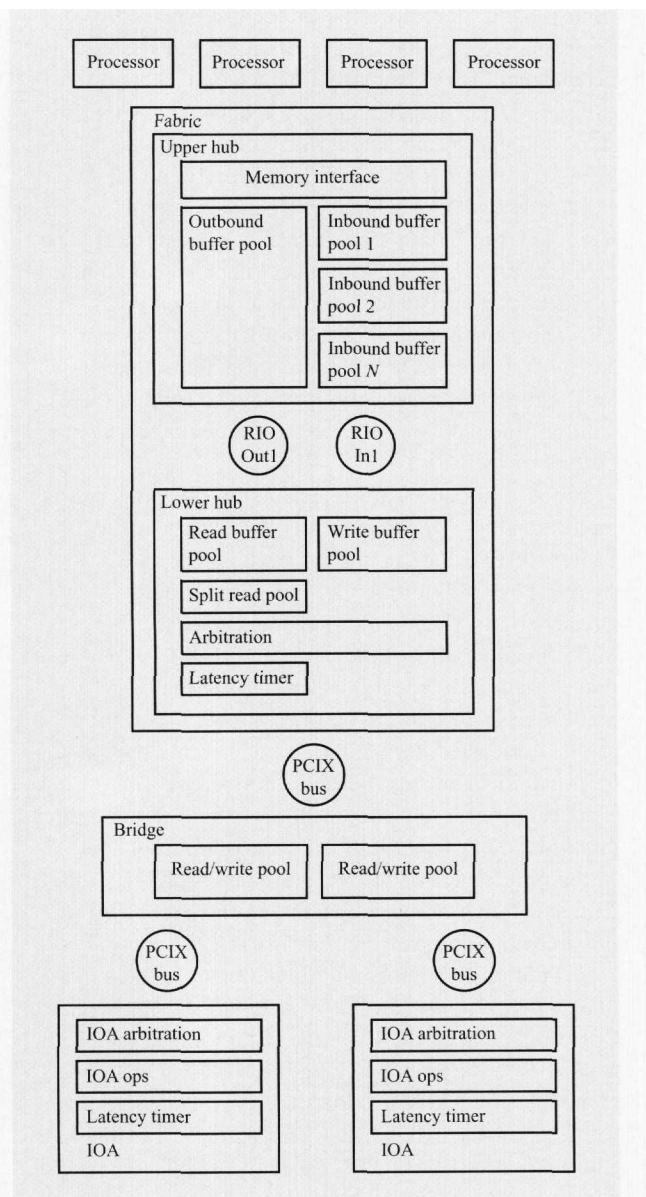 Processor Processor Processor Processor
Fabric
Upper hub
Memory interface
Outbound
buffer pool
Inbound buffer
pool 1
Inbound buffer
pool 2
Inbound buffer
pool N
RIO
Out1
RIO
In1
Lower hub
Read buffer
pool
Write buffer
pool
Split read pool
Arbitration
Latency timer
PCIX
bus
Bridge
Read/write pool
Read/write pool
PCIX
bus
PCIX
bus
IOA arbitration
IOA ops
Latency timer
IOA
IOA arbitration
IOA ops
Latency timer
IOA